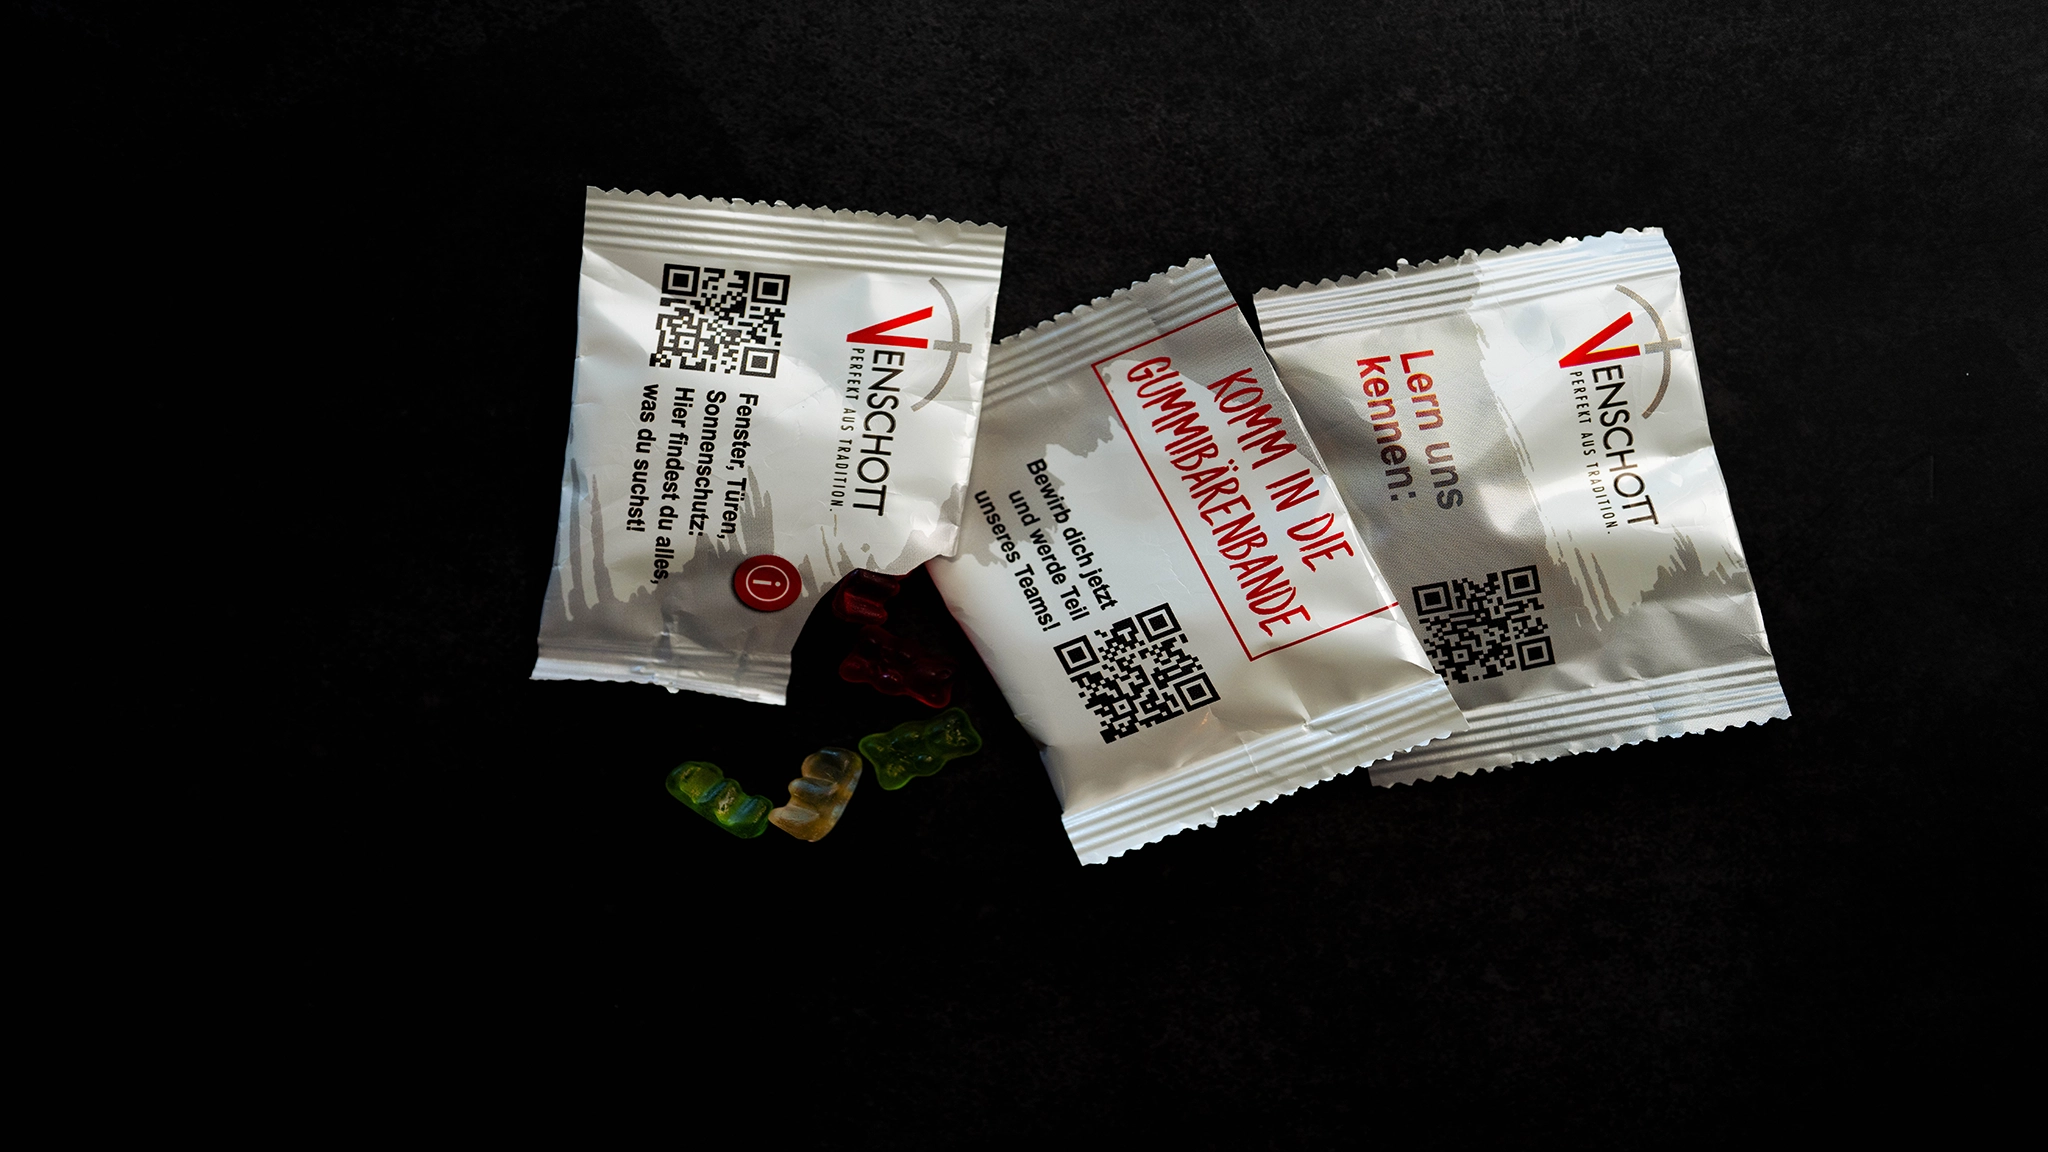 VENSCHOTT
PERFEKT AUS TRADITION.
Fenster, Türen,
Sonnenschutz:
Hier findest du alles,
was du suchst!
i
KOMM IN DIE
GUMMIBÄRENBANDE
Bewirb dich jetzt
und werde Teil
unseres Teams!
VENSCHOTT
PERFEKT AUS TRADITION.
Lern uns
kennen: